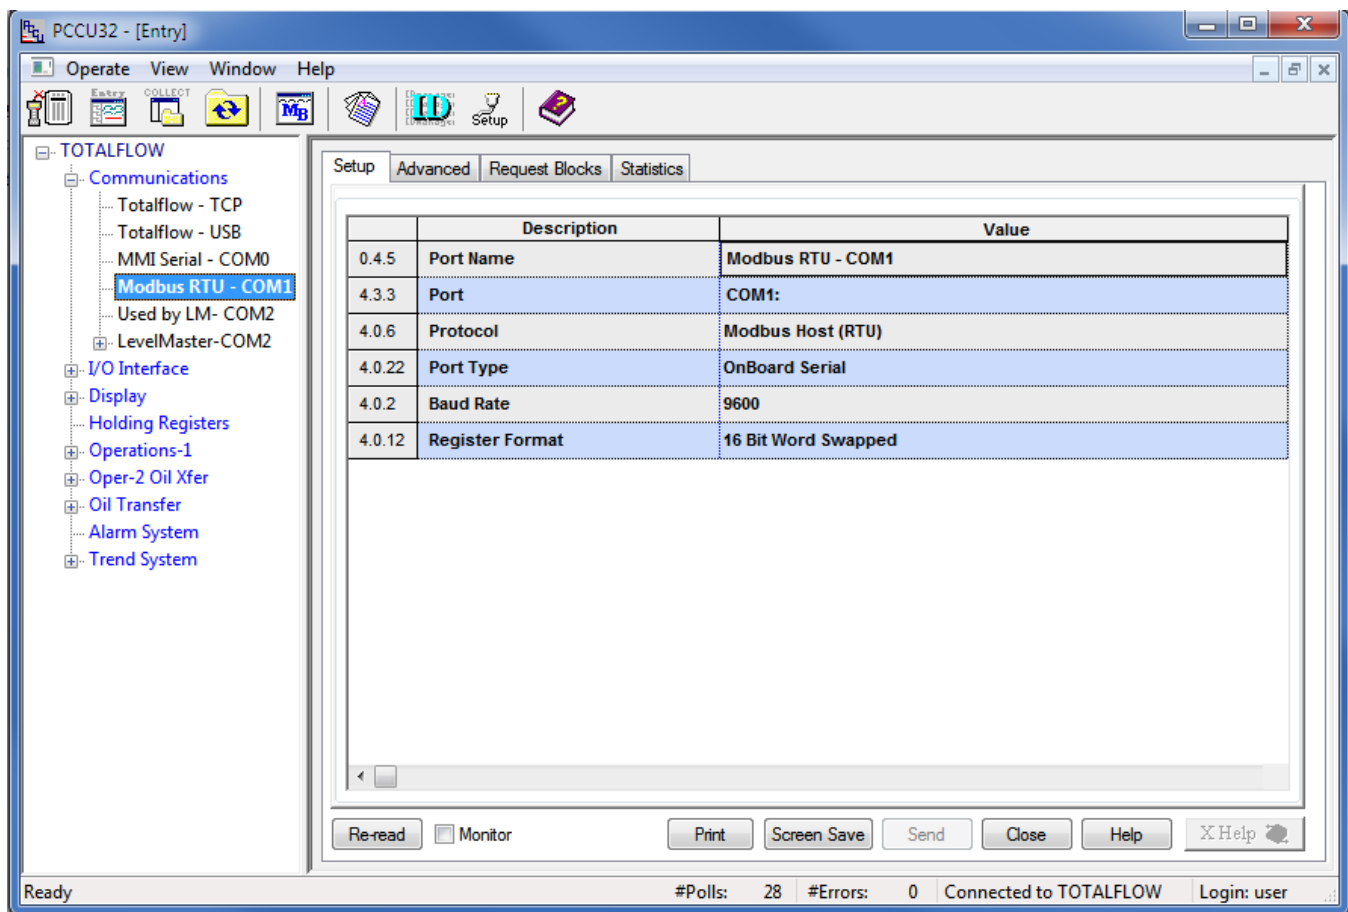 PCCU32 - [Entry]
Operate View Window Help
Entry COLLECT MB ID Setup
TOTALFLOW
Communications
Totalflow - TCP
Totalflow - USB
MMI Serial - COM0
Modbus RTU - COM1
Used by LM- COM2
LevelMaster-COM2
I/O Interface
Display
Holding Registers
Operations-1
Oper-2 Oil Xfer
Oil Transfer
Alarm System
Trend System
Setup Advanced Request Blocks Statistics
Description Value
0.4.5 Port Name Modbus RTU - COM1
4.3.3 Port COM1:
4.0.6 Protocol Modbus Host (RTU)
4.0.22 Port Type OnBoard Serial
4.0.2 Baud Rate 9600
4.0.12 Register Format 16 Bit Word Swapped
Re-read Monitor Print Screen Save Send Close Help X Help
Ready #Polls: 28 #Errors: 0 Connected to TOTALFLOW Login: user